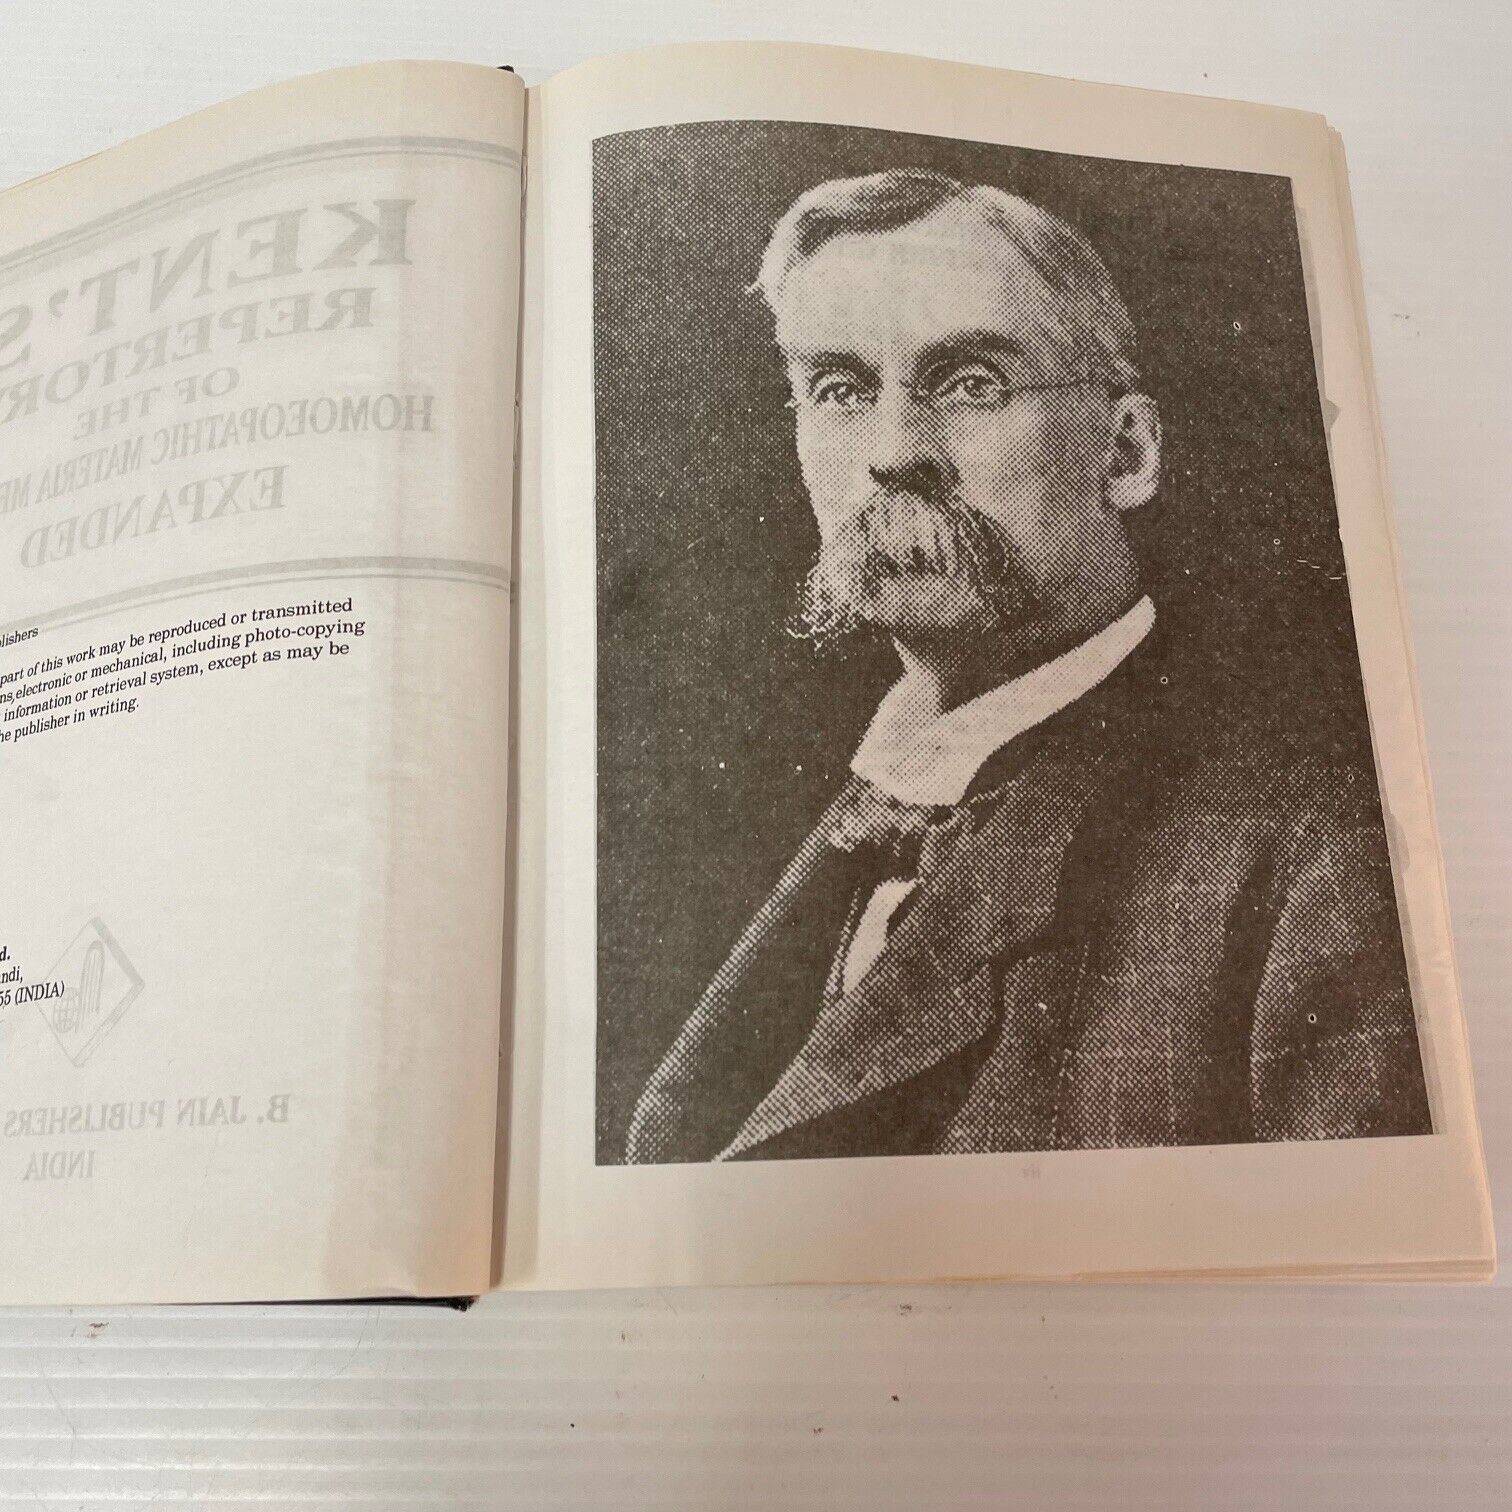 KENT'S
REPERTORY
OF THE
HOMOEOPATHIC MATERIA ME
EXPANDED
lishers
part of this work may be reproduced or transmitted
ns, electronic or mechanical, including photo-copying
information or retrieval system, except as may be
he publisher in writing.
d.
ndi,
55 (INDIA)
B. JAIN PUBLISHERS
INDIA